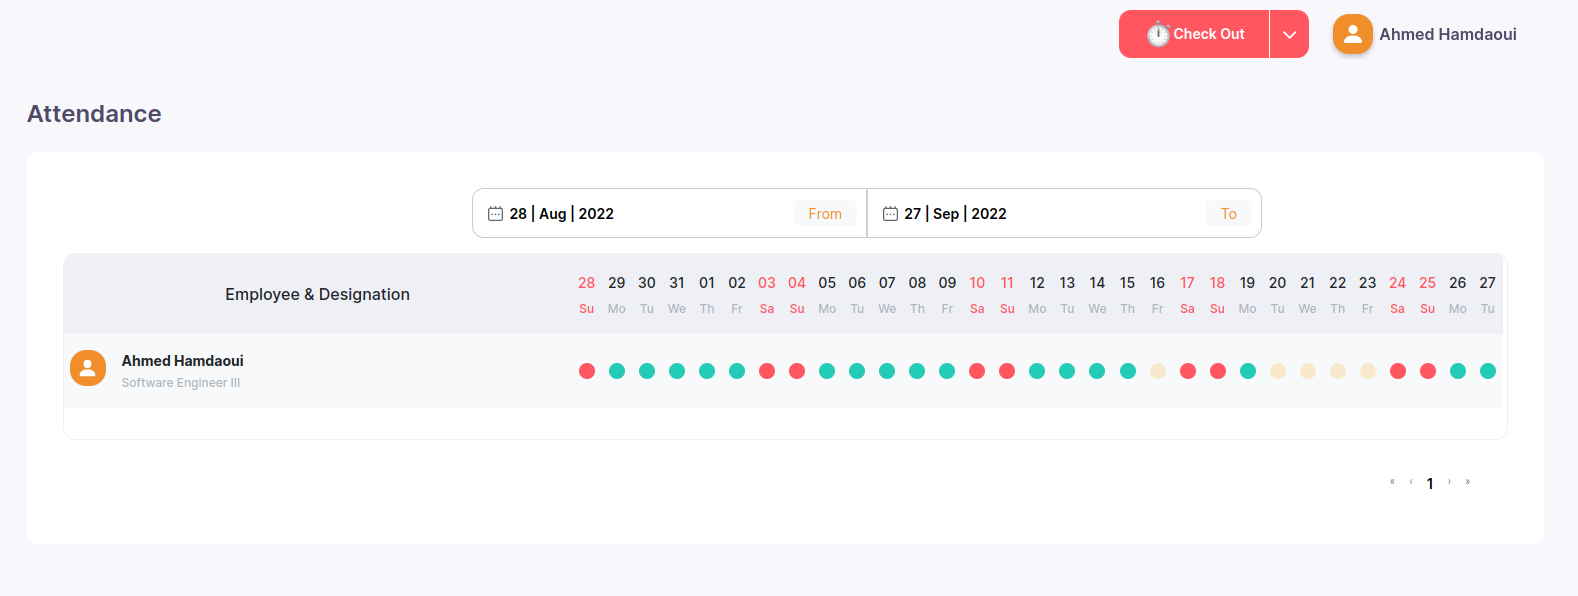 Check Out
Ahmed Hamdaoui
Attendance
28 | Aug | 2022 From 27 | Sep | 2022 To
Employee & Designation
28 29 30 31 01 02 03 04 05 06 07 08 09 10 11 12 13 14 15 16 17 18 19 20 21 22 23 24 25 26 27
Su Mo Tu We Th Fr Sa Su Mo Tu We Th Fr Sa Su Mo Tu We Th Fr Sa Su Mo Tu We Th Fr Sa Su Mo Tu
Ahmed Hamdaoui
Software Engineer III
« ‹ 1 › »